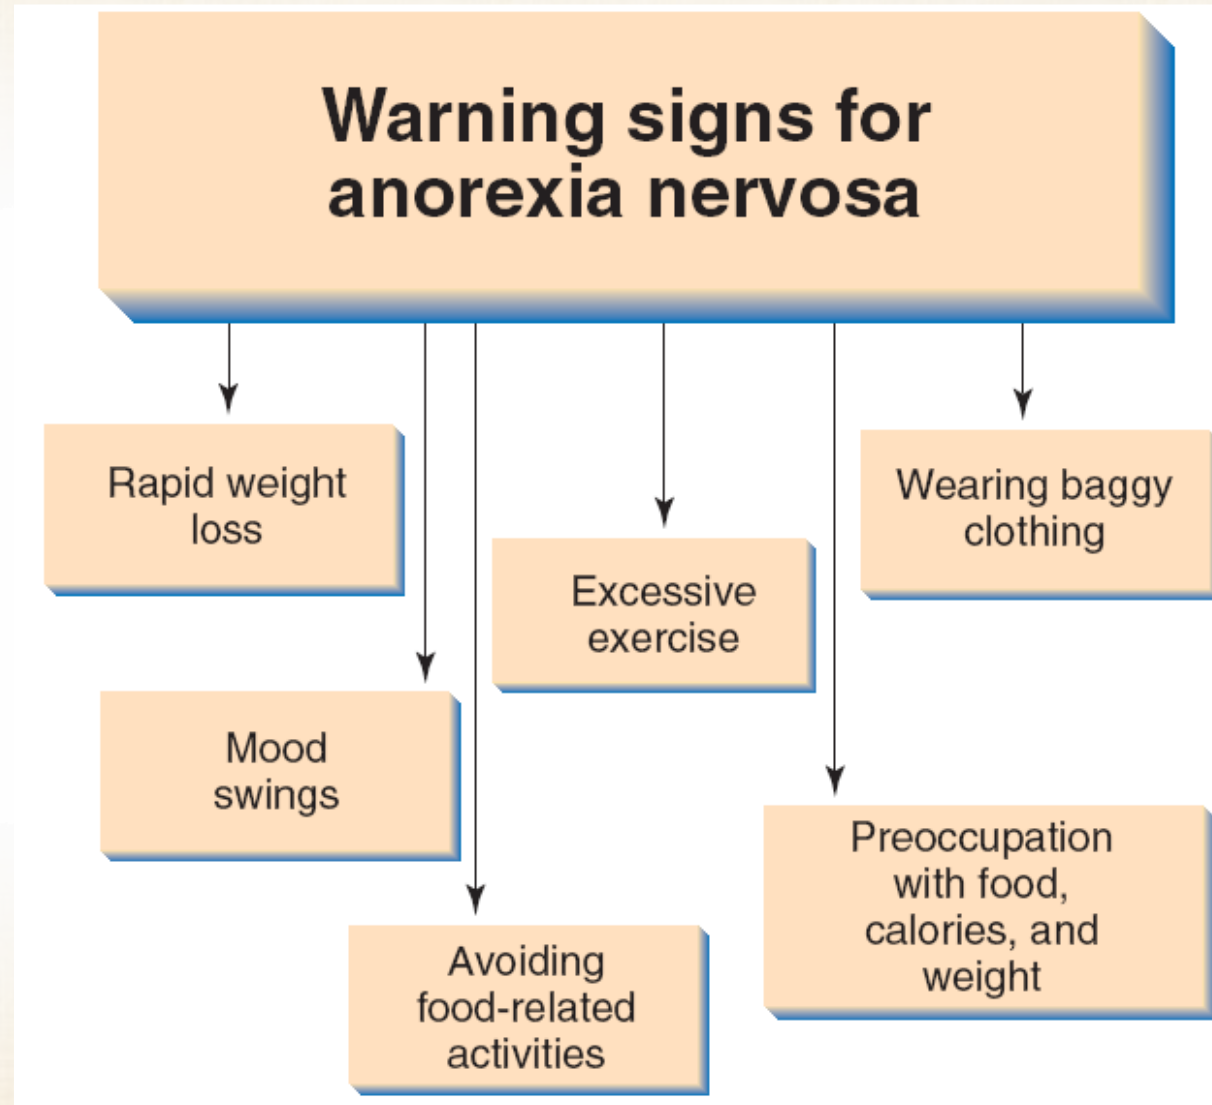 Warning signs for
anorexia nervosa
Rapid weight
loss
Wearing baggy
clothing
Excessive
exercise
Mood
swings
Preoccupation
with food,
calories, and
weight
Avoiding
food-related
activities